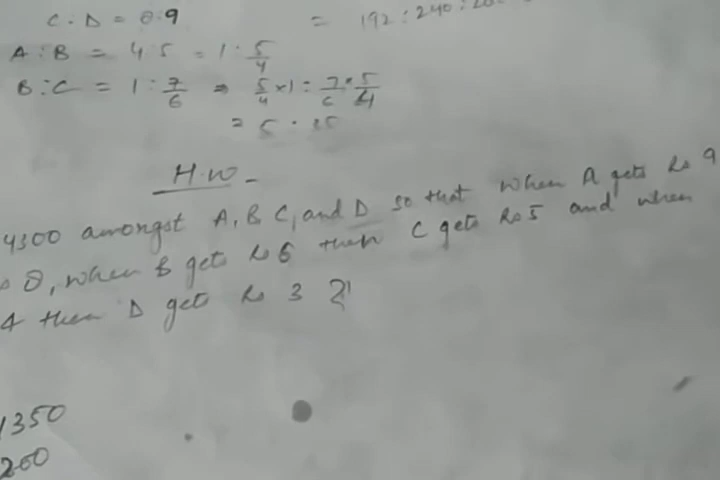 C : D = 8:9
= 192 : 240 : 28
A : B = 4 5 = 1 : 5/4
B : C = 1 : 7/6 ⇒ 5/4 × 1 : 7/6 × 5/4
= 5 . 35
H.W -
4500 amongst A, B C, and D so that when A gets Rs 9
8, when B gets Rs 6 then C gets Rs 5 and when
4 then D gets Rs 3
1350
200